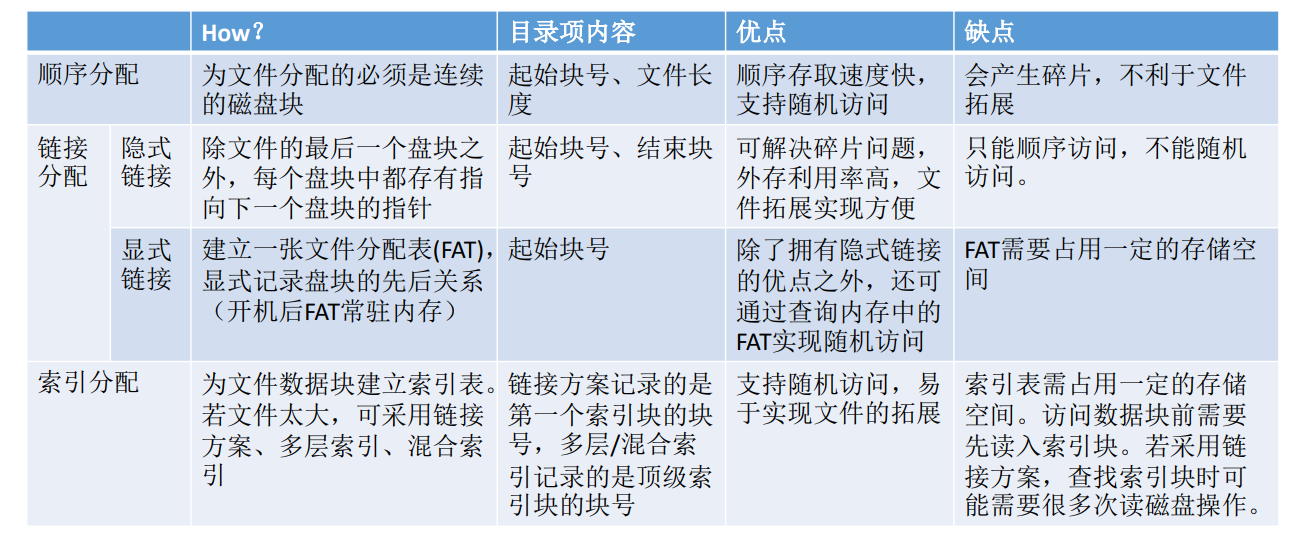 How? 目录项内容 优点 缺点
顺序分配 为文件分配的必须是连续 起始块号、文件长 顺序存取速度快， 会产生碎片，不利于文件
的磁盘块 度 支持随机访问 拓展
链接 隐式 除文件的最后一个盘块之 起始块号、结束块 可解决碎片问题， 只能顺序访问，不能随机
分配 链接 外，每个盘块中都存有指 号 外存利用率高，文 访问。
向下一个盘块的指针 件拓展实现方便
显式 建立一张文件分配表(FAT)， 起始块号 除了拥有隐式链接 FAT需要占用一定的存储空
链接 显式记录盘块的先后关系 的优点之外，还可 间
（开机后FAT常驻内存） 通过查询内存中的
FAT实现随机访问
索引分配 为文件数据块建立索引表。 链接方案记录的是 支持随机访问，易 索引表需占用一定的存储
若文件太大，可采用链接 第一个索引块的块 于实现文件的拓展 空间。访问数据块前需要
方案、多层索引、混合索 号，多层/混合索 先读入索引块。若采用链
引 引记录的是顶级索 接方案，查找索引块时可
引块的块号 能需要很多次读磁盘操作。